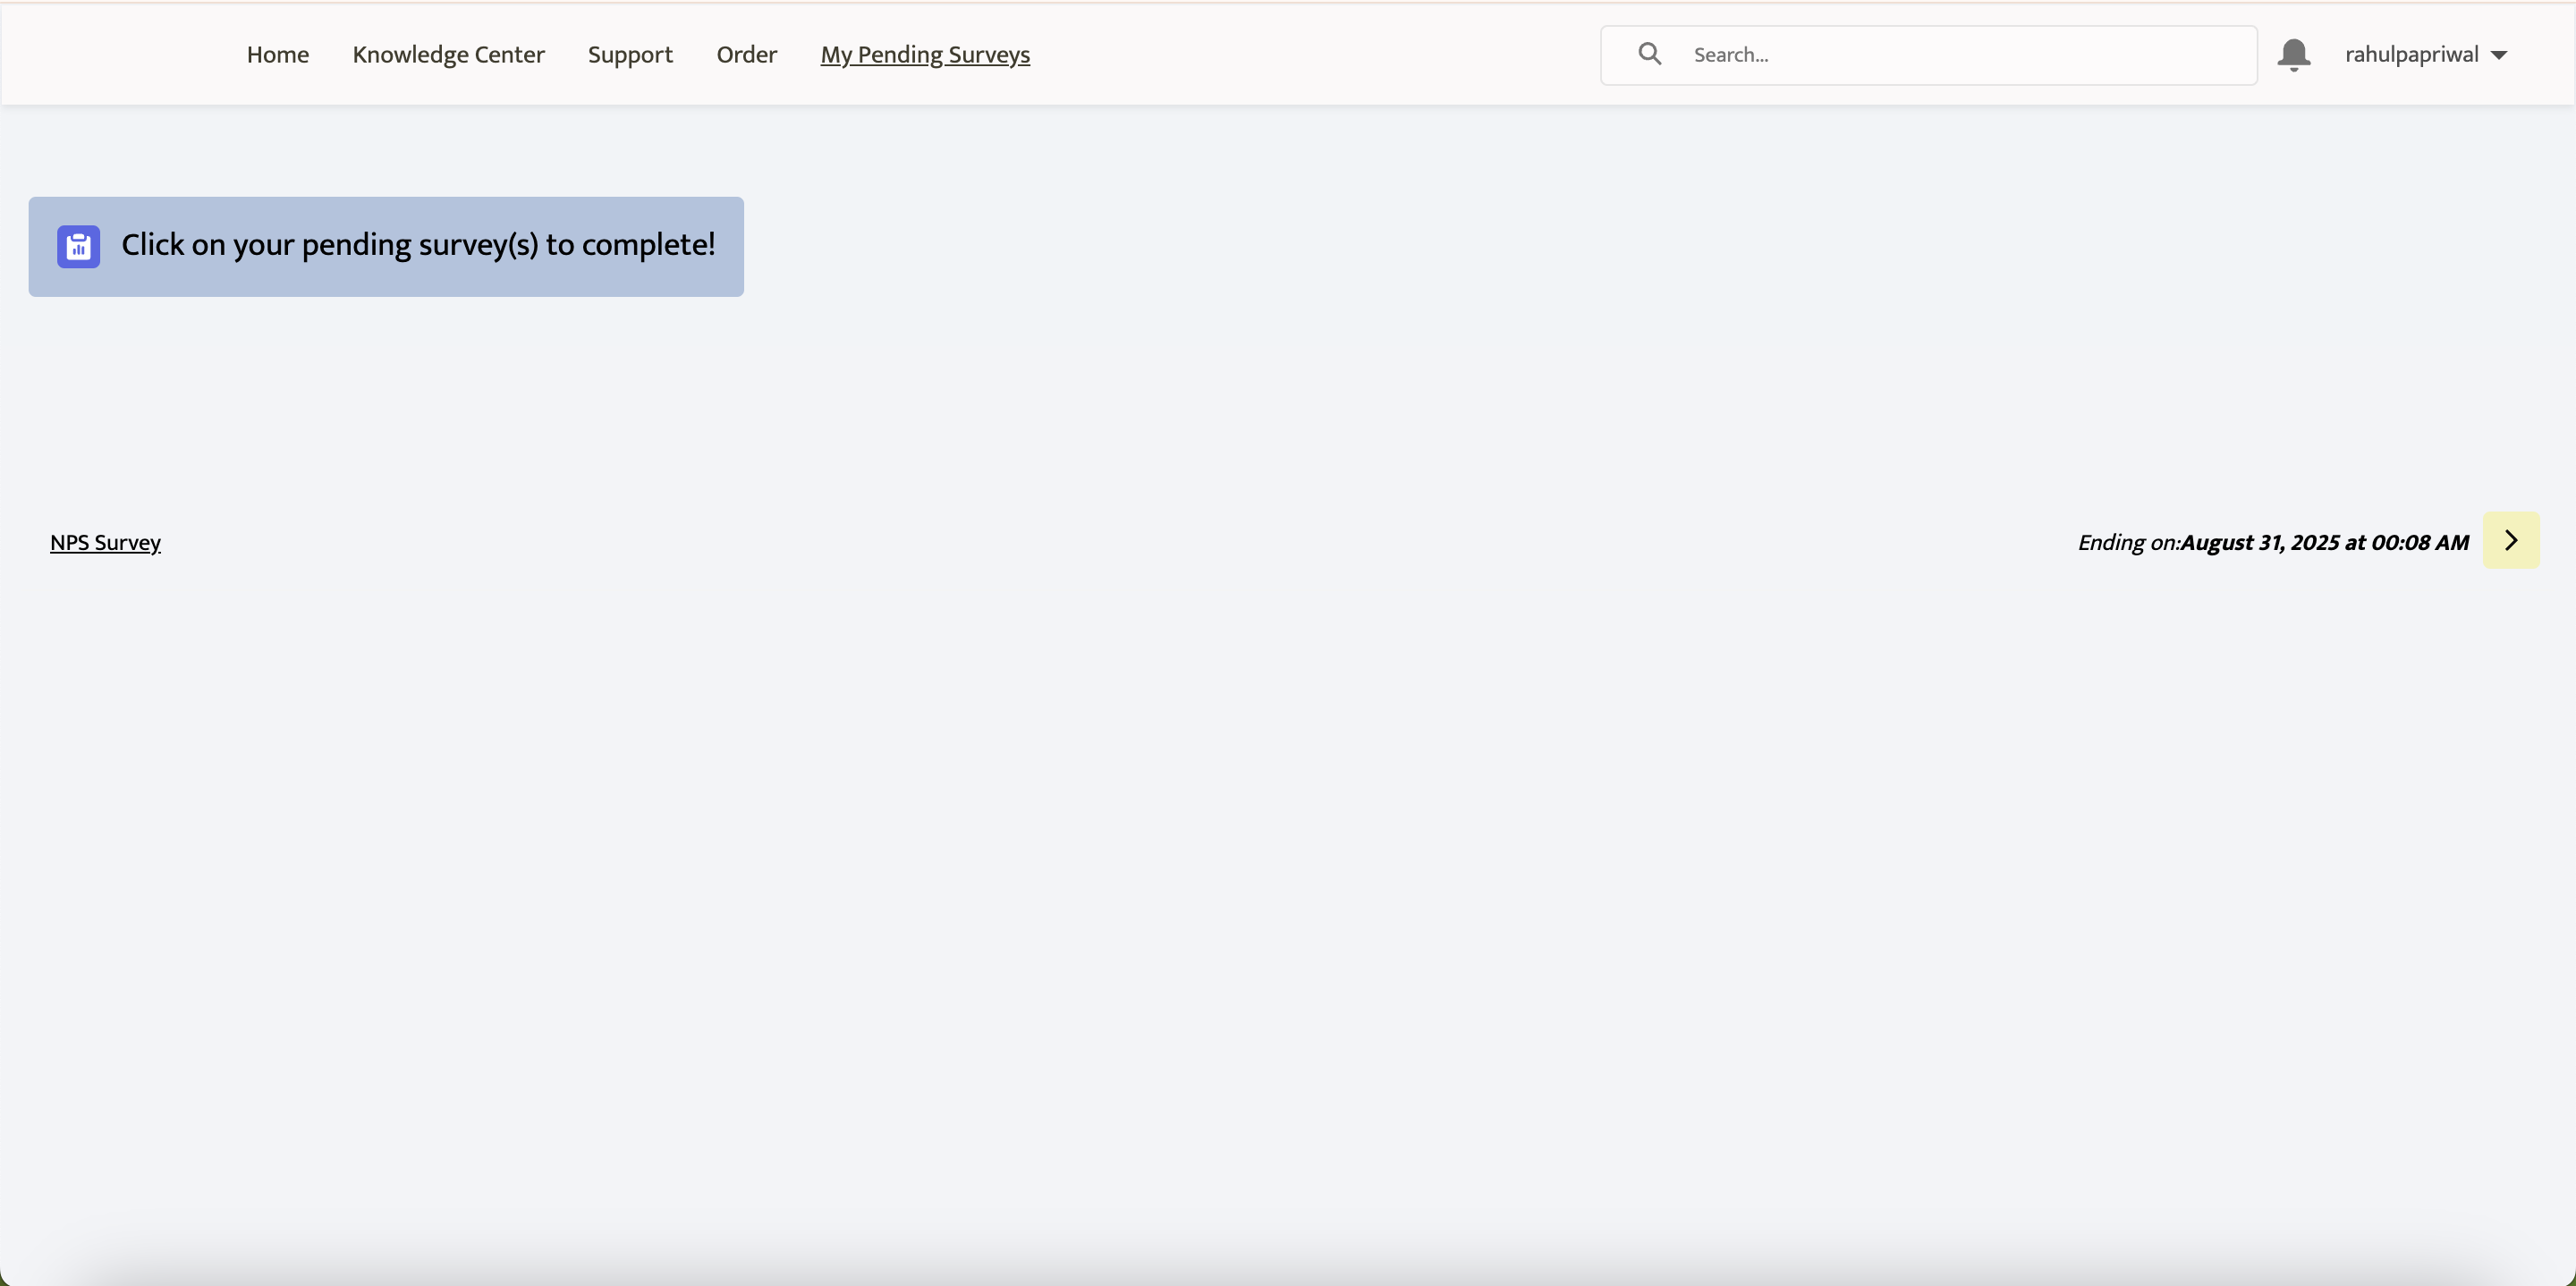 Home Knowledge Center Support Order My Pending Surveys Search... rahulpapriwal
Click on your pending survey(s) to complete!
NPS Survey Ending on:August 31, 2025 at 00:08 AM